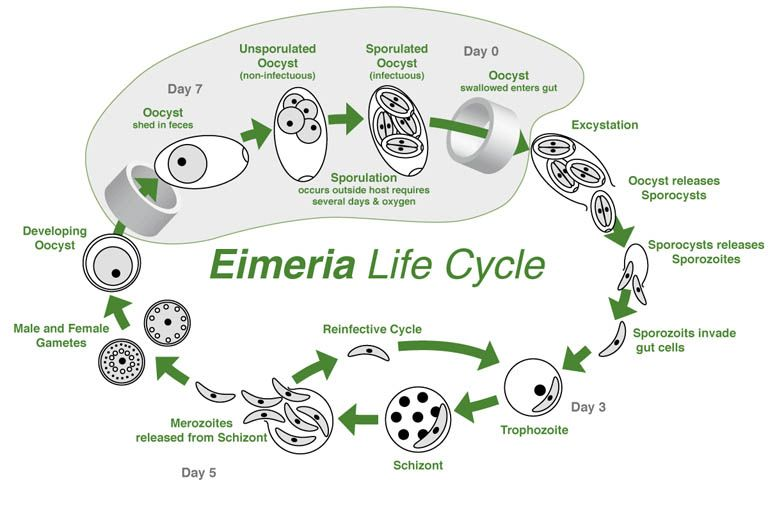 Unsporulated
Oocyst
(non-infectuous)
Sporulated
Oocyst
(infectuous)
Day 0
Oocyst
swallowed enters gut
Day 7
Oocyst
shed in feces
Sporulation
occurs outside host requires
several days & oxygen
Excystation
Oocyst releases
Sporocysts
Sporocysts releases
Sporozoites
Sporozoits invade
gut cells
Day 3
Trophozoite
Schizont
Reinfective Cycle
Merozoites
released from Schizont
Day 5
Male and Female
Gametes
Developing
Oocyst
Eimeria Life Cycle